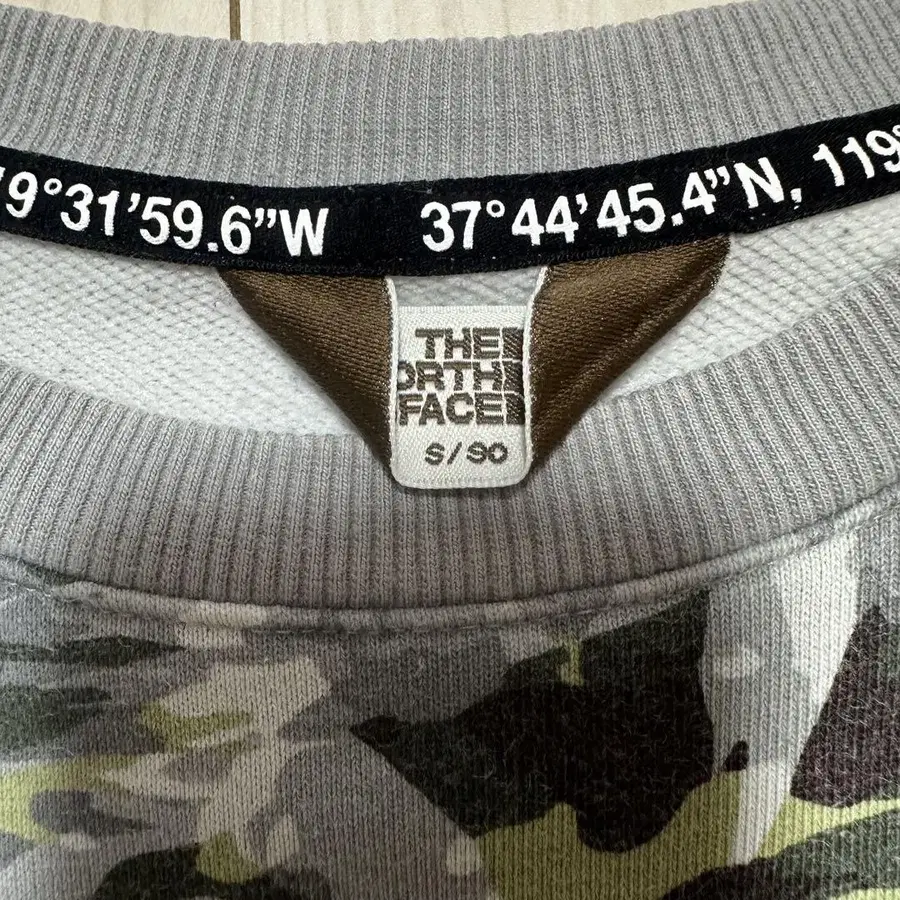 9°31'59.6"W 37°44'45.4"N, 119°
THE
ORTH
FACE
S/90